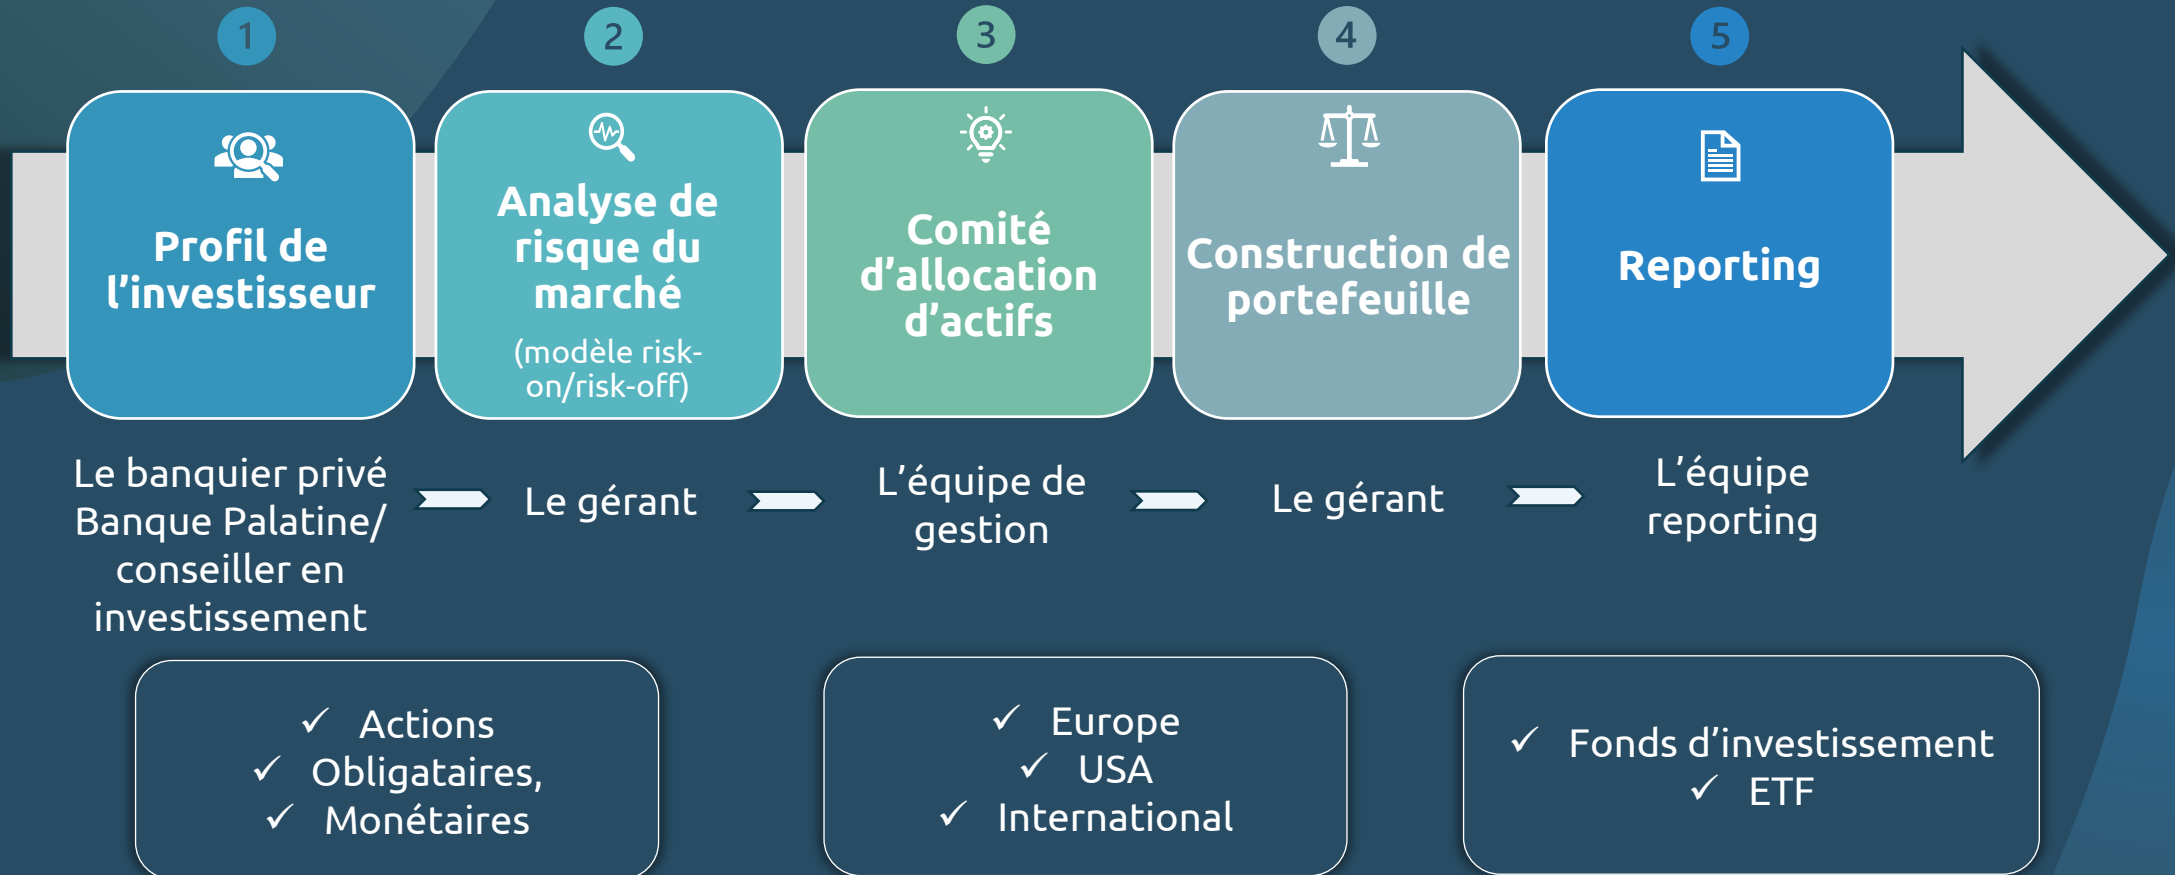 1
2
3
4
5
Profil de
l’investisseur
Analyse de
risque du
marché
(modèle risk-
on/risk-off)
Comité
d’allocation
d’actifs
Construction de
portefeuille
Reporting
Le banquier privé
Banque Palatine/
conseiller en
investissement
Le gérant
L’équipe de
gestion
Le gérant
L’équipe
reporting
✓ Actions
✓ Obligataires,
✓ Monétaires
✓ Europe
✓ USA
✓ International
✓ Fonds d’investissement
✓ ETF